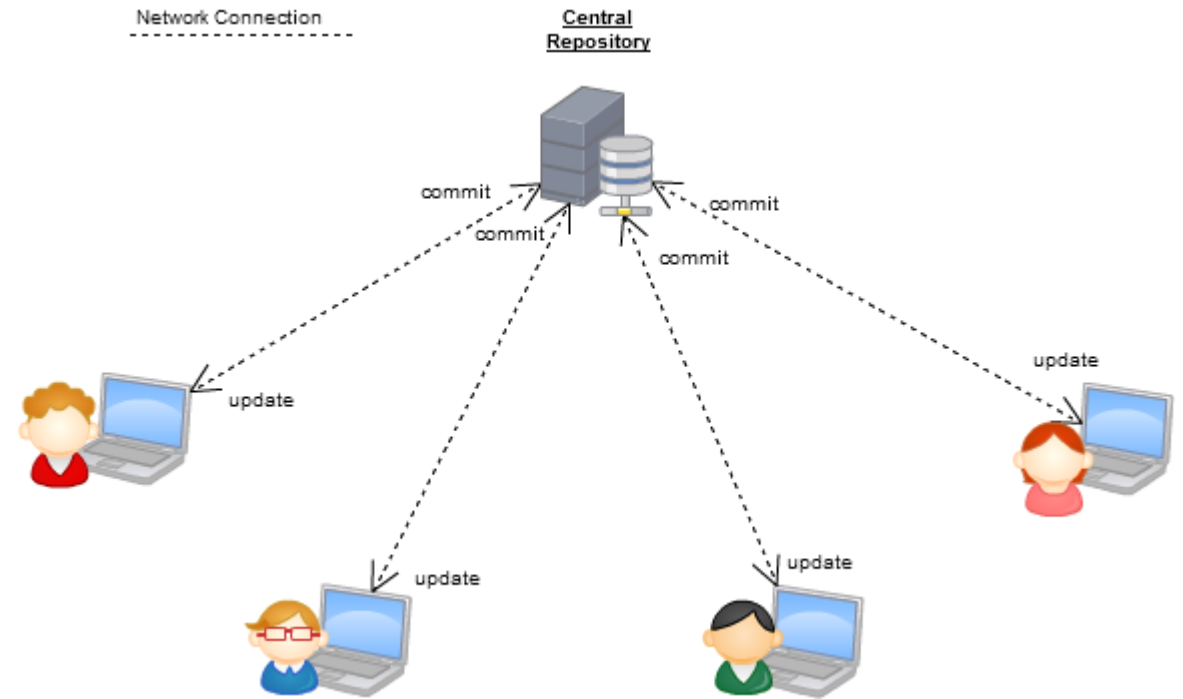 Network Connection
Central
Repository
commit
commit
commit
commit
update
update
update
update